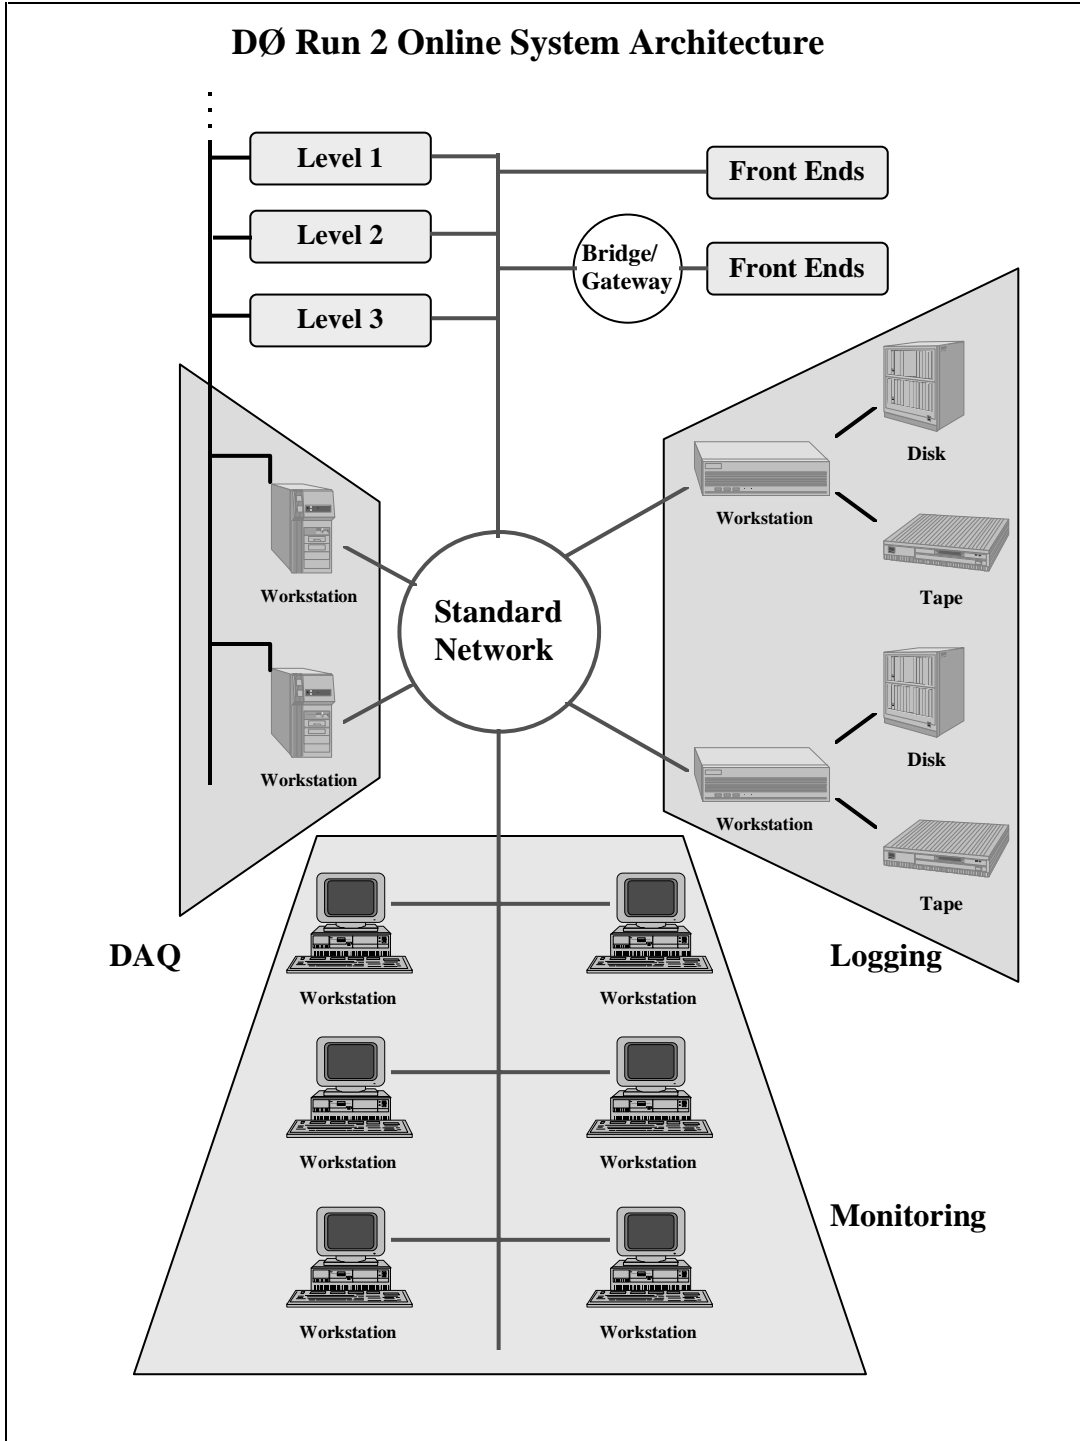 DØ Run 2 Online System Architecture
Level 1
Front Ends
Level 2
Bridge/
Gateway
Front Ends
Level 3
Disk
Workstation
Workstation
Tape
Standard
Network
Disk
Workstation
Workstation
Tape
DAQ
Logging
Workstation
Workstation
Workstation
Workstation
Monitoring
Workstation
Workstation